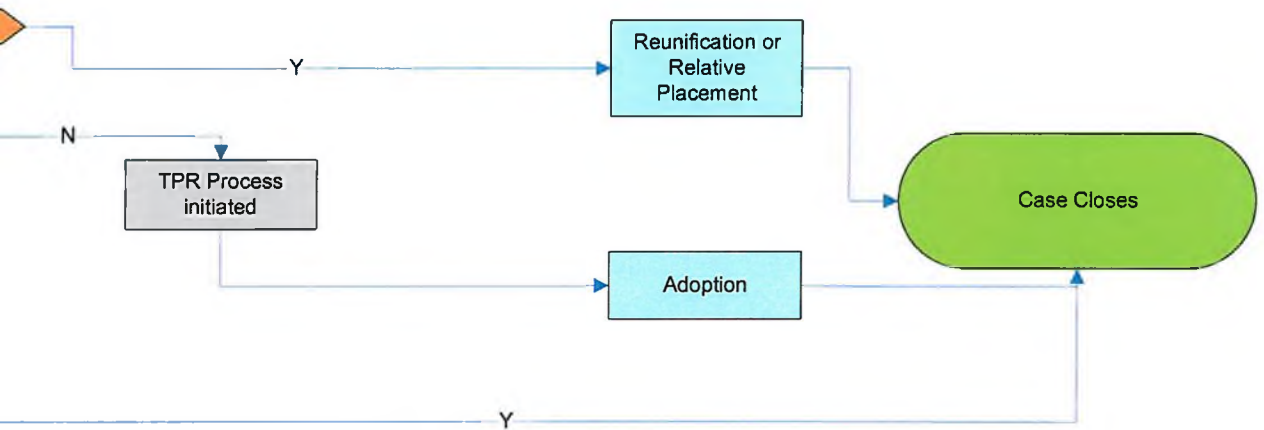 Y
Reunification or
Relative
Placement
N
TPR Process
initiated
Case Closes
Adoption
Y